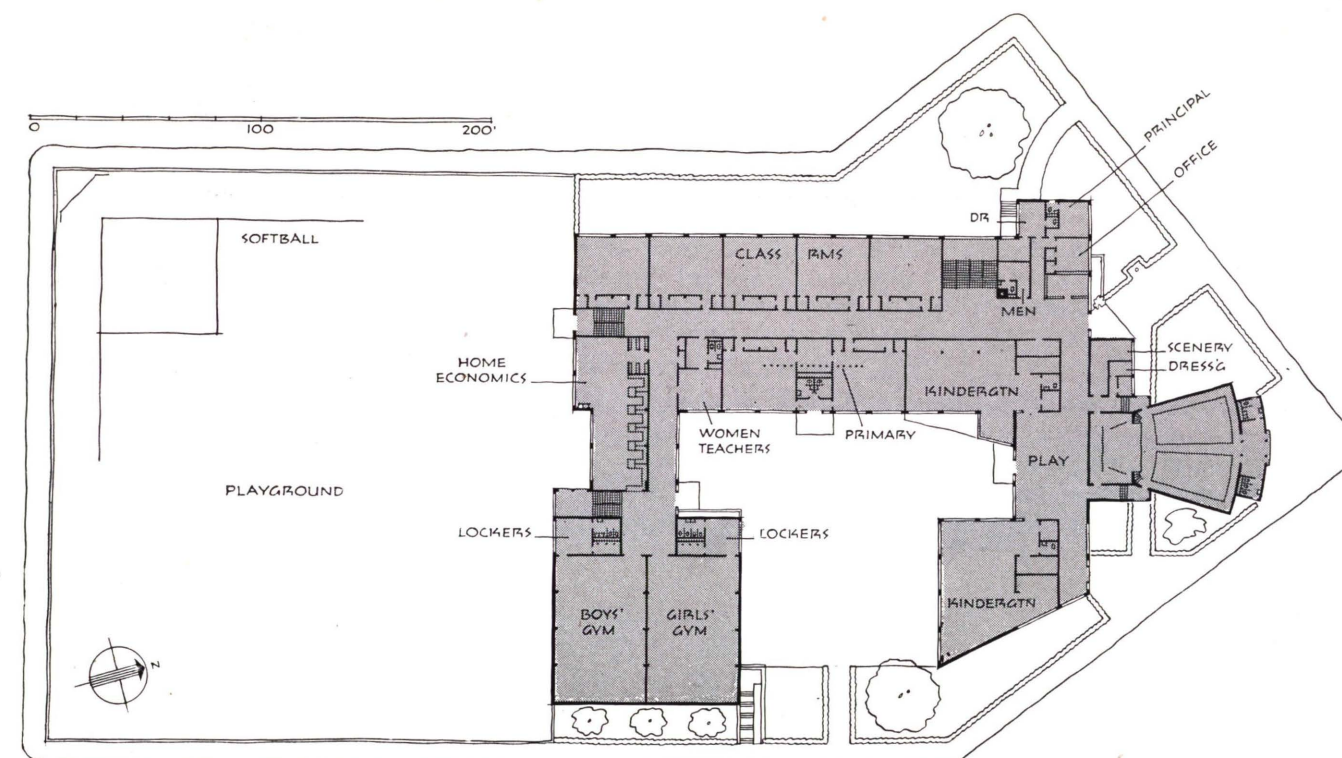 0 100 200'
PRINCIPAL
OFFICE
DR
SOFTBALL
CLASS RMS
MEN
SCENERY
DRESS'G
HOME
ECONOMICS
KINDERGTN
WOMEN
TEACHERS
PRIMARY
PLAY
PLAYGROUND
LOCKERS
LOCKERS
BOYS'
GYM
GIRLS'
GYM
KINDERGTN
N